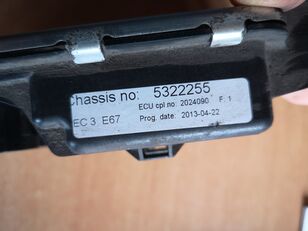 Chassis no: 5322255
ECU cpl no: 2024090 F: 1
EC 3 E67 Prog. date: 2013-04-22